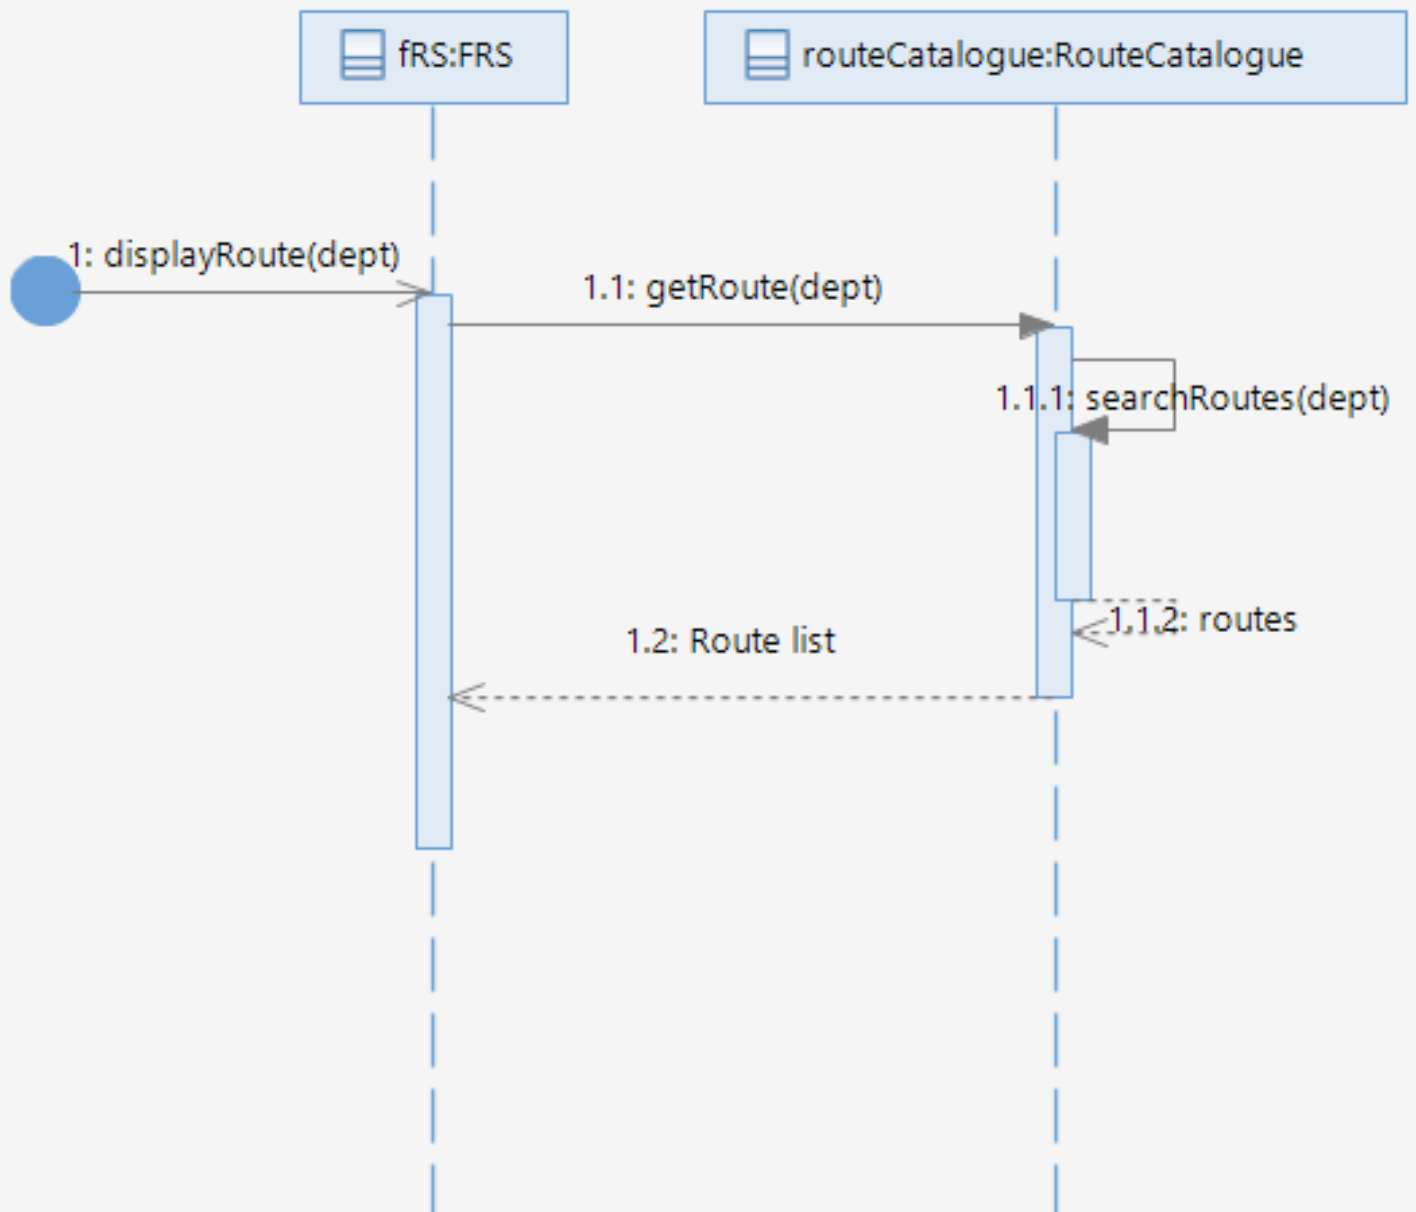 fRS:FRS
routeCatalogue:RouteCatalogue
1: displayRoute(dept)
1.1: getRoute(dept)
1.1.1: searchRoutes(dept)
1.1.2: routes
1.2: Route list